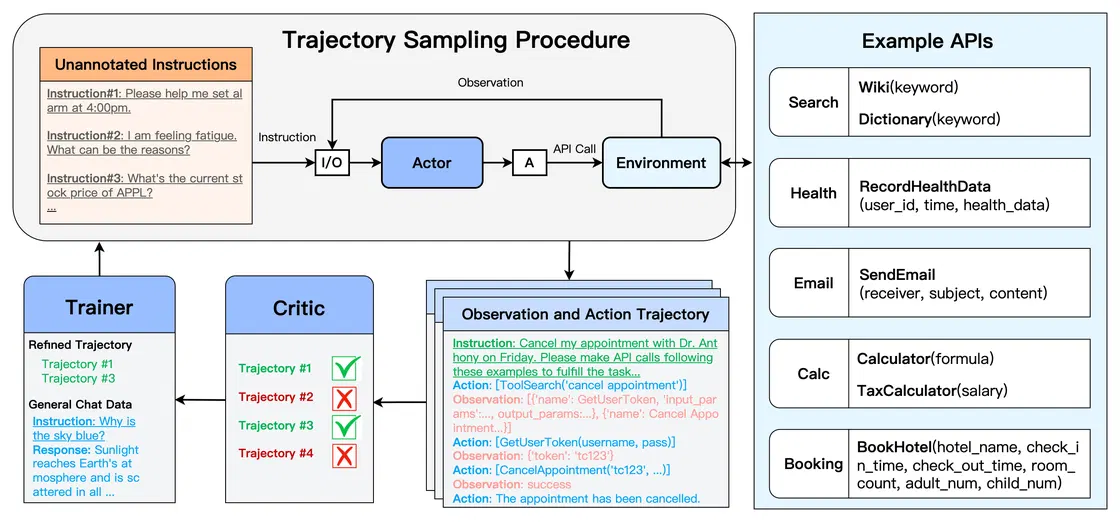 Trajectory Sampling Procedure
Unannotated Instructions
Instruction#1: Please help me set al
arm at 4:00pm.
Instruction#2: I am feeling fatigue.
What can be the reasons?
Instruction#3: What's the current st
ock price of APPL?
...
Observation
Instruction
I/O
Actor
A
API Call
Environment
Example APIs
Search
Wiki(keyword)
Dictionary(keyword)
Health
RecordHealthData
(user_id, time, health_data)
Email
SendEmail
(receiver, subject, content)
Calc
Calculator(formula)
TaxCalculator(salary)
Booking
BookHotel(hotel_name, check_i
n_time, check_out_time, room_
count, adult_num, child_num)
Trainer
Refined Trajectory
Trajectory #1
Trajectory #3
General Chat Data
Instruction: Why is
the sky blue?
Response: Sunlight
reaches Earth's at
mosphere and is sc
attered in all ...
Critic
Trajectory #1
Trajectory #2
Trajectory #3
Trajectory #4
Observation and Action Trajectory
Instruction: Cancel my appointment with Dr. Ant
hony on Friday. Please make API calls following
these examples to fulfill the task...
Action: [ToolSearch('cancel appointment')]
Observation: [{'name': GetUserToken, 'input_pa
rams':..., output_params:...}, {'name': Cancel Appo
intment...}]
Action: [GetUserToken(username, pass)]
Observation: {'token': 'tc123'}
Action: [CancelAppointment('tc123', ...)]
Observation: success
Action: The appointment has been cancelled.